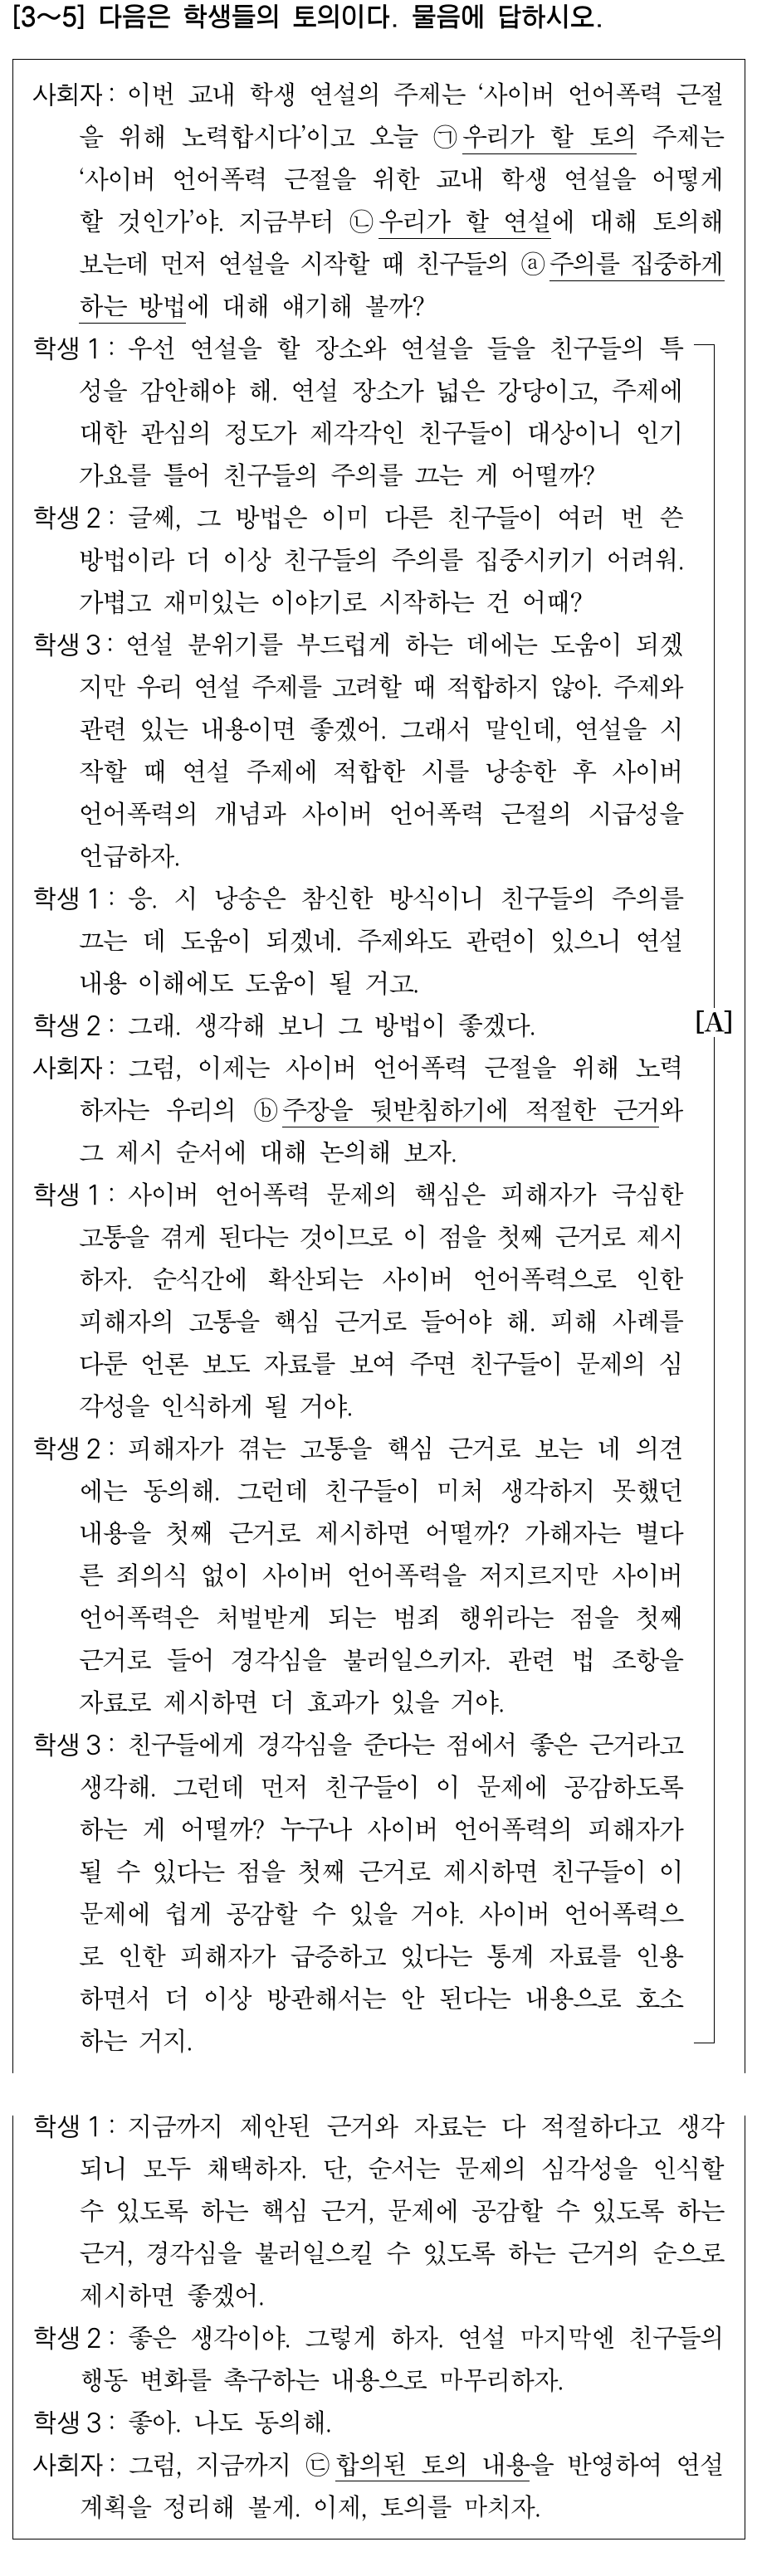 [3~5] 다음은 학생들의 토의이다. 물음에 답하시오.
사회자 : 이번 교내 학생 연설의 주제는 ‘사이버 언어폭력 근절
을 위해 노력합시다’이고 오늘 ㉠우리가 할 토의 주제는
‘사이버 언어폭력 근절을 위한 교내 학생 연설을 어떻게
할 것인가’야. 지금부터 ㉡우리가 할 연설에 대해 토의해
보는데 먼저 연설을 시작할 때 친구들의 ⓐ주의를 집중하게
하는 방법에 대해 얘기해 볼까?
학생 1 : 우선 연설을 할 장소와 연설을 들을 친구들의 특
성을 감안해야 해. 연설 장소가 넓은 강당이고, 주제에
대한 관심의 정도가 제각각인 친구들이 대상이니 인기
가요를 틀어 친구들의 주의를 끄는 게 어떨까?
학생 2 : 글쎄, 그 방법은 이미 다른 친구들이 여러 번 쓴
방법이라 더 이상 친구들의 주의를 집중시키기 어려워.
가볍고 재미있는 이야기로 시작하는 건 어때?
학생 3 : 연설 분위기를 부드럽게 하는 데에는 도움이 되겠
지만 우리 연설 주제를 고려할 때 적합하지 않아. 주제와
관련 있는 내용이면 좋겠어. 그래서 말인데, 연설을 시
작할 때 연설 주제에 적합한 시를 낭송한 후 사이버
언어폭력의 개념과 사이버 언어폭력 근절의 시급성을
언급하자.
학생 1 : 응. 시 낭송은 참신한 방식이니 친구들의 주의를
끄는 데 도움이 되겠네. 주제와도 관련이 있으니 연설
내용 이해에도 도움이 될 거고.
학생 2 : 그래. 생각해 보니 그 방법이 좋겠다.
[A]
사회자 : 그럼, 이제는 사이버 언어폭력 근절을 위해 노력
하자는 우리의 ⓑ주장을 뒷받침하기에 적절한 근거와
그 제시 순서에 대해 논의해 보자.
학생 1 : 사이버 언어폭력 문제의 핵심은 피해자가 극심한
고통을 겪게 된다는 것이므로 이 점을 첫째 근거로 제시
하자. 순식간에 확산되는 사이버 언어폭력으로 인한
피해자의 고통을 핵심 근거로 들어야 해. 피해 사례를
다룬 언론 보도 자료를 보여 주면 친구들이 문제의 심
각성을 인식하게 될 거야.
학생 2 : 피해자가 겪는 고통을 핵심 근거로 보는 네 의견
에는 동의해. 그런데 친구들이 미처 생각하지 못했던
내용을 첫째 근거로 제시하면 어떨까? 가해자는 별다
른 죄의식 없이 사이버 언어폭력을 저지르지만 사이버
언어폭력은 처벌받게 되는 범죄 행위라는 점을 첫째
근거로 들어 경각심을 불러일으키자. 관련 법 조항을
자료로 제시하면 더 효과가 있을 거야.
학생 3 : 친구들에게 경각심을 준다는 점에서 좋은 근거라고
생각해. 그런데 먼저 친구들이 이 문제에 공감하도록
하는 게 어떨까? 누구나 사이버 언어폭력의 피해자가
될 수 있다는 점을 첫째 근거로 제시하면 친구들이 이
문제에 쉽게 공감할 수 있을 거야. 사이버 언어폭력으
로 인한 피해자가 급증하고 있다는 통계 자료를 인용
하면서 더 이상 방관해서는 안 된다는 내용으로 호소
하는 거지.
학생 1 : 지금까지 제안된 근거와 자료는 다 적절하다고 생각
되니 모두 채택하자. 단, 순서는 문제의 심각성을 인식할
수 있도록 하는 핵심 근거, 문제에 공감할 수 있도록 하는
근거, 경각심을 불러일으킬 수 있도록 하는 근거의 순으로
제시하면 좋겠어.
학생 2 : 좋은 생각이야. 그렇게 하자. 연설 마지막엔 친구들의
행동 변화를 촉구하는 내용으로 마무리하자.
학생 3 : 좋아. 나도 동의해.
사회자 : 그럼, 지금까지 ㉢합의된 토의 내용을 반영하여 연설
계획을 정리해 볼게. 이제, 토의를 마치자.